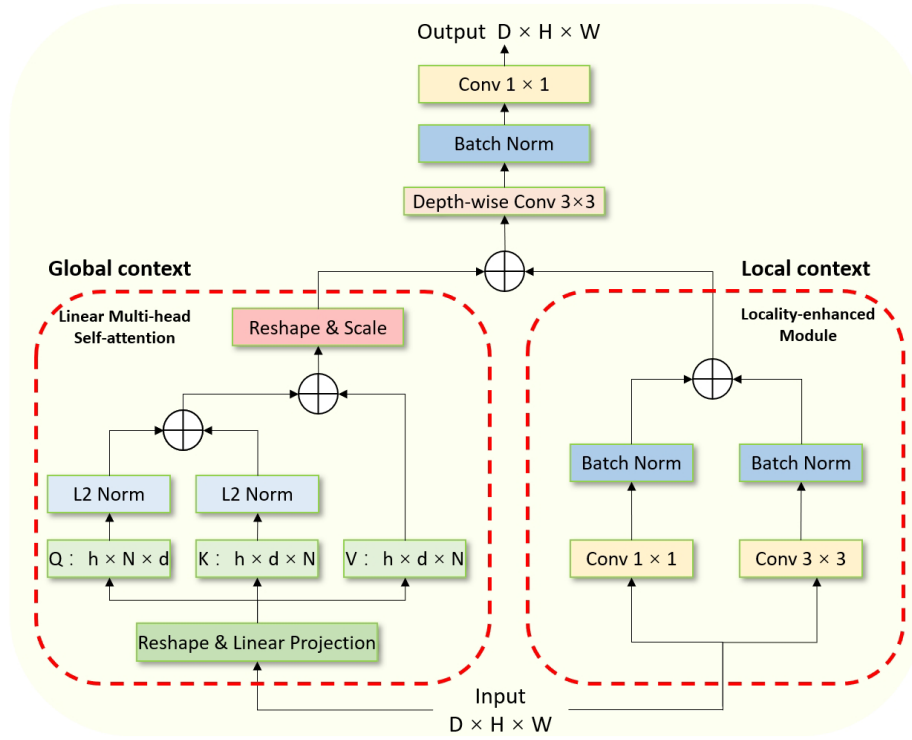 Output D × H × W
Conv 1 × 1
Batch Norm
Depth-wise Conv 3×3
Global context
Local context
Linear Multi-head
Self-attention
Reshape & Scale
Locality-enhanced
Module
L2 Norm
L2 Norm
Batch Norm
Batch Norm
Q： h × N × d
K： h × d × N
V： h × d × N
Conv 1 × 1
Conv 3 × 3
Reshape & Linear Projection
Input
D × H × W